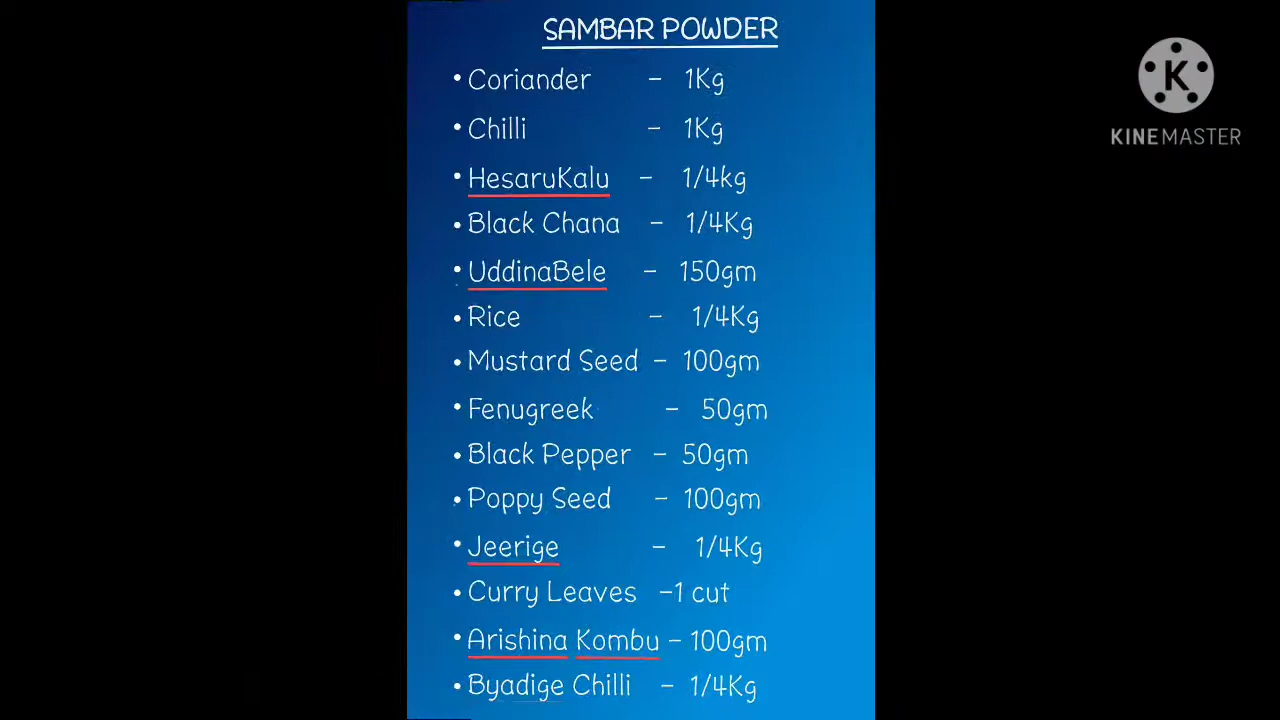 SAMBAR POWDER
• Coriander - 1Kg
• Chilli - 1Kg
• HesaruKalu - 1/4kg
• Black Chana - 1/4Kg
• UddinaBele - 150gm
• Rice - 1/4Kg
• Mustard Seed - 100gm
• Fenugreek - 50gm
• Black Pepper - 50gm
• Poppy Seed - 100gm
• Jeerige - 1/4Kg
• Curry Leaves -1 cut
• Arishina Kombu - 100gm
• Byadige Chilli - 1/4Kg
K
KINEMASTER